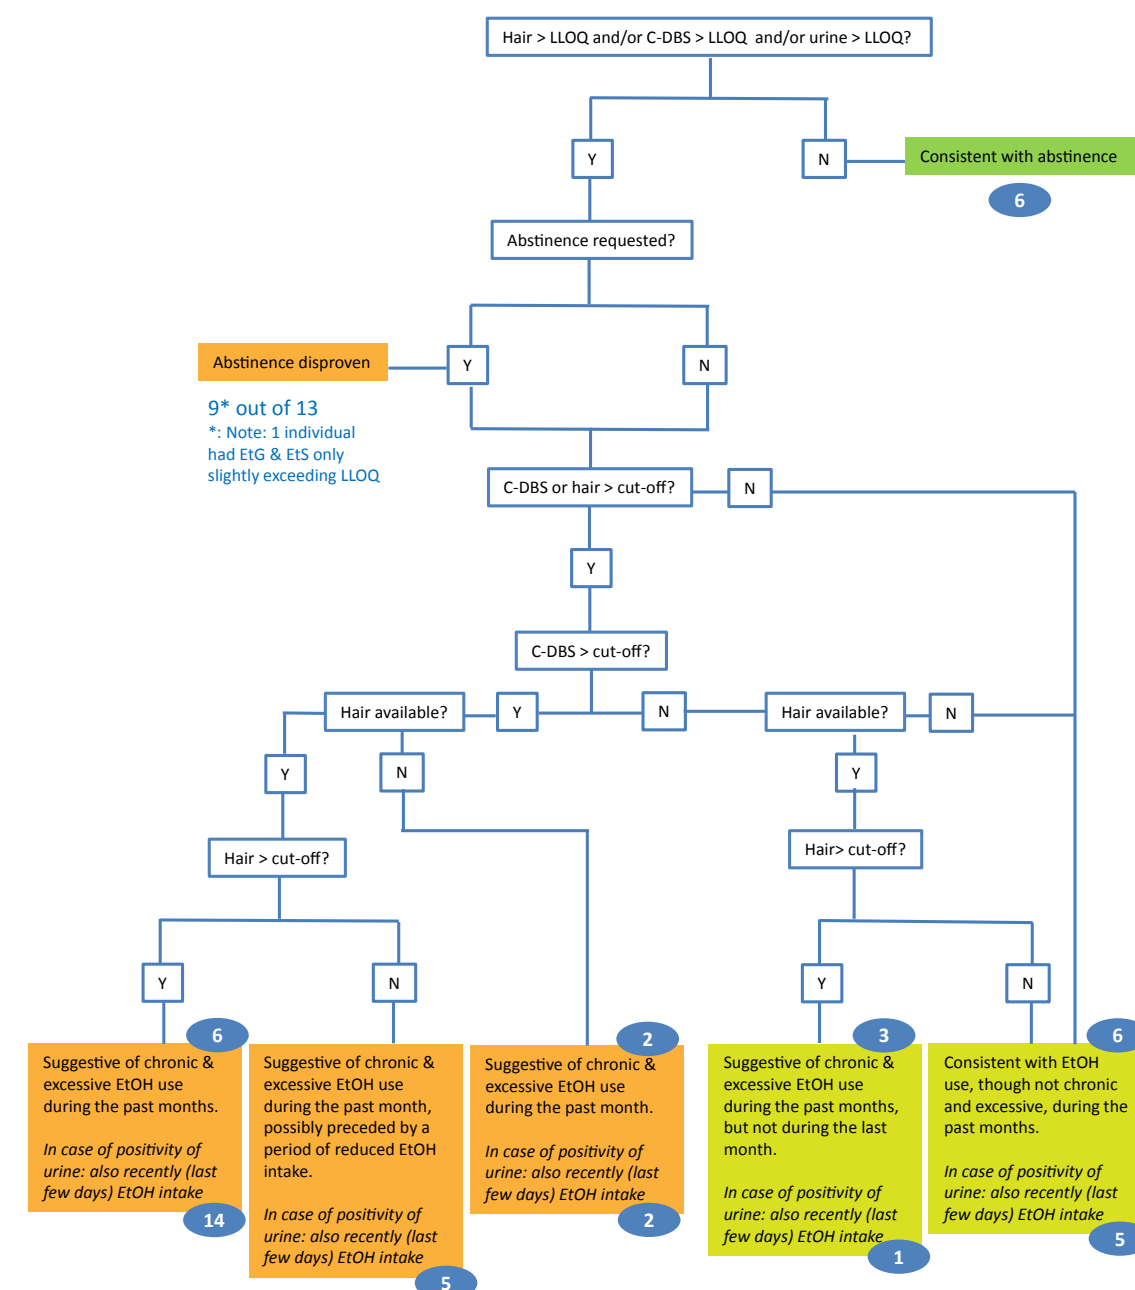 Hair > LLOQ and/or C-DBS > LLOQ  and/or urine > LLOQ?
Y
N
Consistent with abstinence
6
Abstinence requested?
Abstinence disproven
Y
N
9* out of 13
*: Note: 1 individual
had EtG & EtS only
slightly exceeding LLOQ
C-DBS or hair > cut-off?
N
Y
C-DBS > cut-off?
Hair available?
Y
N
Hair available?
N
Y
N
Y
Hair > cut-off?
Hair> cut-off?
Y
N
Y
N
6
Suggestive of chronic &
excessive EtOH use
during the past months.
In case of positivity of
urine: also recently (last
few days) EtOH intake
14
Suggestive of chronic &
excessive EtOH use
during the past month,
possibly preceded by a
period of reduced EtOH
intake.
In case of positivity of
urine: also recently (last
few days) EtOH intake
5
2
Suggestive of chronic &
excessive EtOH use
during the past month.
In case of positivity of
urine: also recently (last
few days) EtOH intake
2
3
Suggestive of chronic &
excessive EtOH use
during the past months,
but not during the last
month.
In case of positivity of
urine: also recently (last
few days) EtOH intake
1
6
Consistent with EtOH
use, though not chronic
and excessive, during the
past months.
In case of positivity of
urine: also recently (last
few days) EtOH intake
5